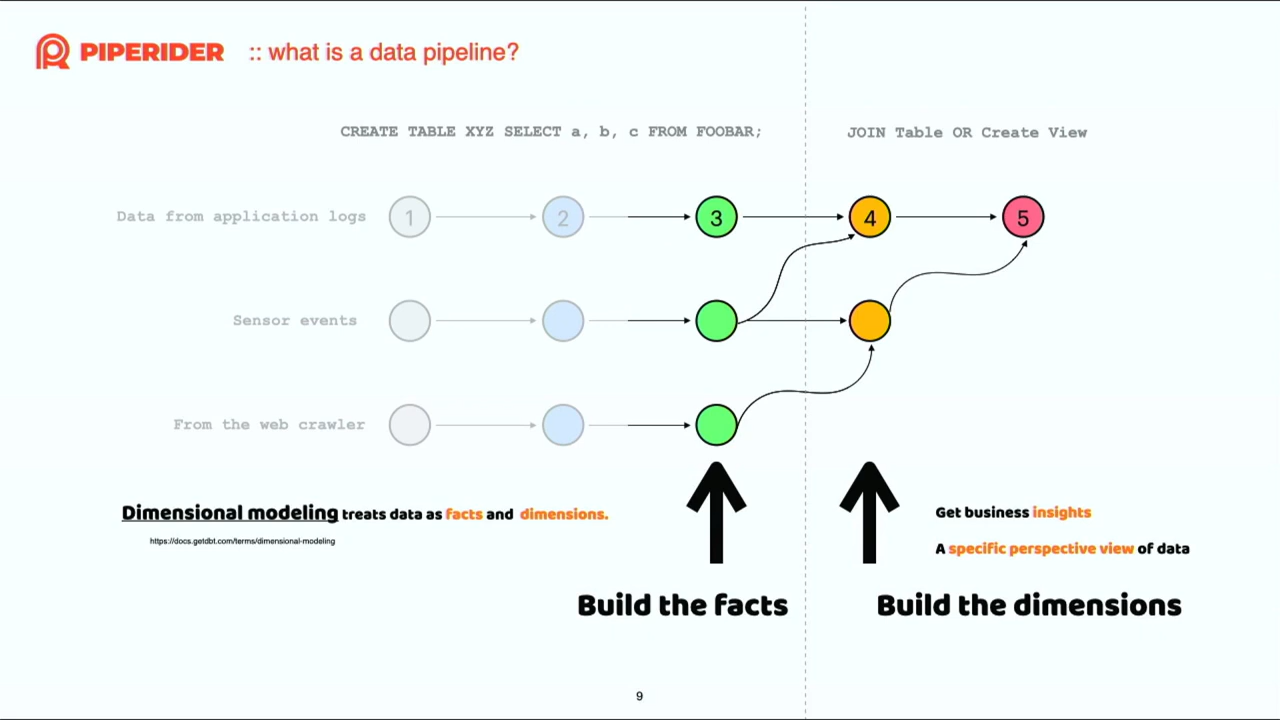 PIPERIDER :: what is a data pipeline?
CREATE TABLE XYZ SELECT a, b, c FROM FOOBAR;
JOIN Table OR Create View
Data from application logs
1
2
3
4
5
Sensor events
From the web crawler
Dimensional modeling treats data as facts and dimensions.
https://docs.getdbt.com/terms/dimensional-modeling
Get business insights
A specific perspective view of data
Build the facts
Build the dimensions
9